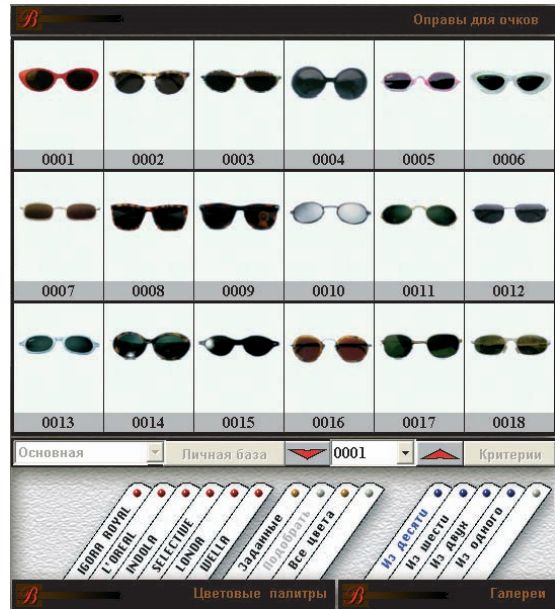 B Оправы для очков
0001 0002 0003 0004 0005 0006
0007 0008 0009 0010 0011 0012
0013 0014 0015 0016 0017 0018
Основная Личная база 0001 Критерии
IGORA ROYAL
L'OREAL
INDOLA
SELECTIVE
LONDA
WELLA
Заданные
Подобрать
Все цвета
Из десяти
Из шести
Из двух
Из одного
B Цветовые палитры B Галереи